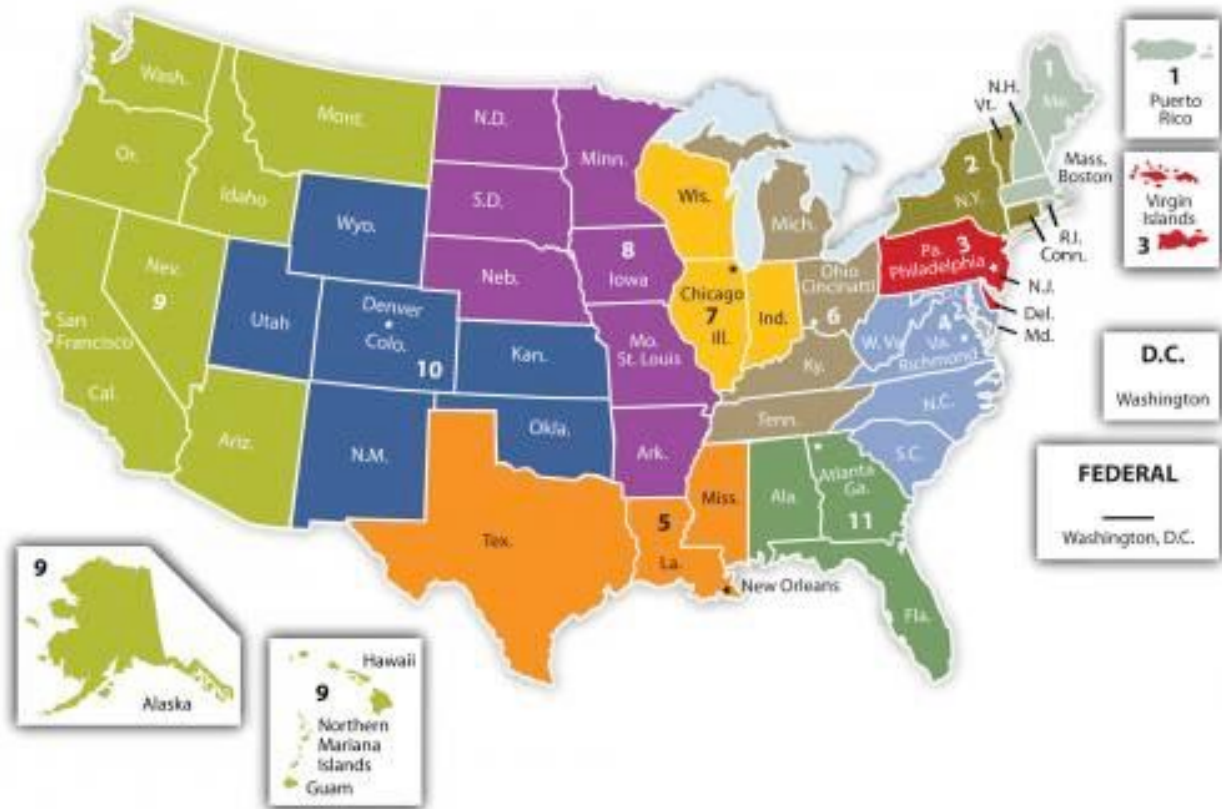 Wash.
Mont.
Or.
Idaho
Nev.
9
San
Francisco
Cal.
Ariz.
Wyo.
Utah
Denver
Colo.
10
N.M.
Kan.
Okla.
N.D.
S.D.
Neb.
Minn.
8
Iowa
Mo.
St. Louis
Ark.
Wis.
Chicago
7
Ill.
Ind.
Mich.
Ohio
Cincinatti
6
Ky.
Tenn.
Tex.
5
La.
Miss.
New Orleans
Ala.
Atlanta
Ga.
11
Fla.
W. Va.
4
Va.
Richmond
N.C.
S.C.
Pa.
3
Philadelphia
2
N.Y.
Vt.
N.H.
1
Me.
Mass.
Boston
R.I.
Conn.
N.J.
Del.
Md.
1
Puerto
Rico
Virgin
Islands
3
D.C.
Washington
FEDERAL
Washington, D.C.
9
Alaska
Hawaii
9
Northern
Mariana
Islands
Guam